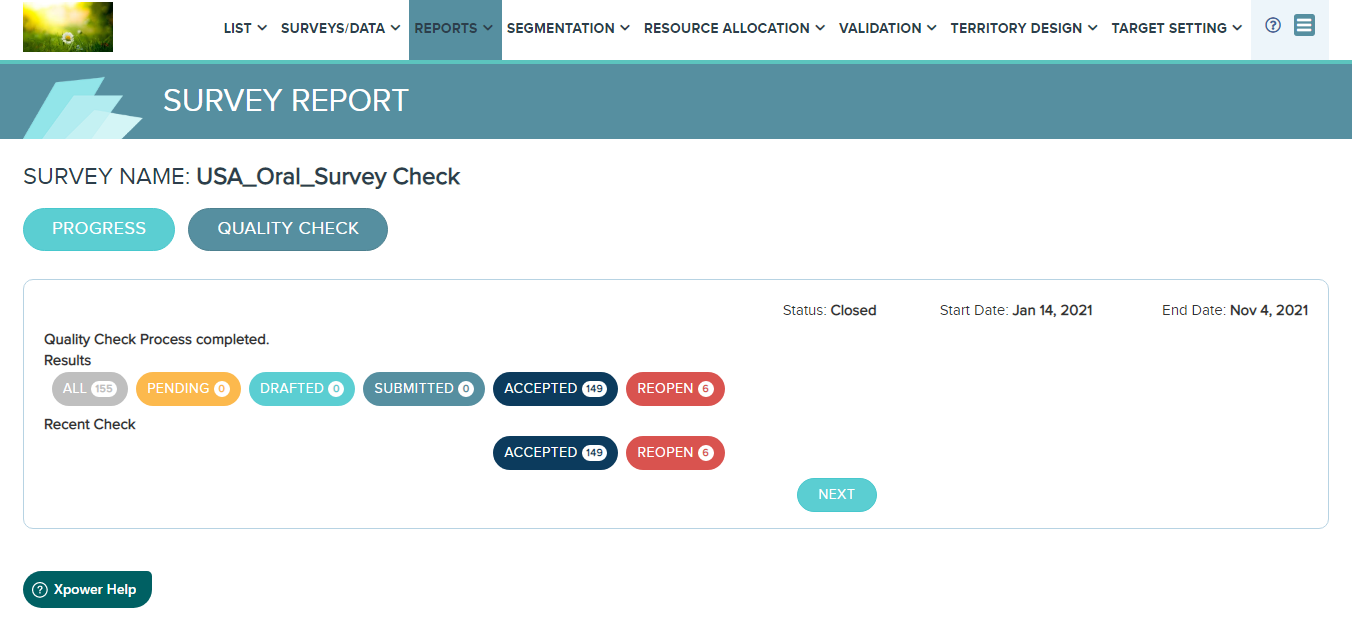 LIST SURVEYS/DATA REPORTS SEGMENTATION RESOURCE ALLOCATION VALIDATION TERRITORY DESIGN TARGET SETTING ?
SURVEY REPORT
SURVEY NAME: USA_Oral_Survey Check
PROGRESS QUALITY CHECK
Status: Closed Start Date: Jan 14, 2021 End Date: Nov 4, 2021
Quality Check Process completed.
Results
ALL 155 PENDING 0 DRAFTED 0 SUBMITTED 0 ACCEPTED 149 REOPEN 6
Recent Check
ACCEPTED 149 REOPEN 6
NEXT
? Xpower Help